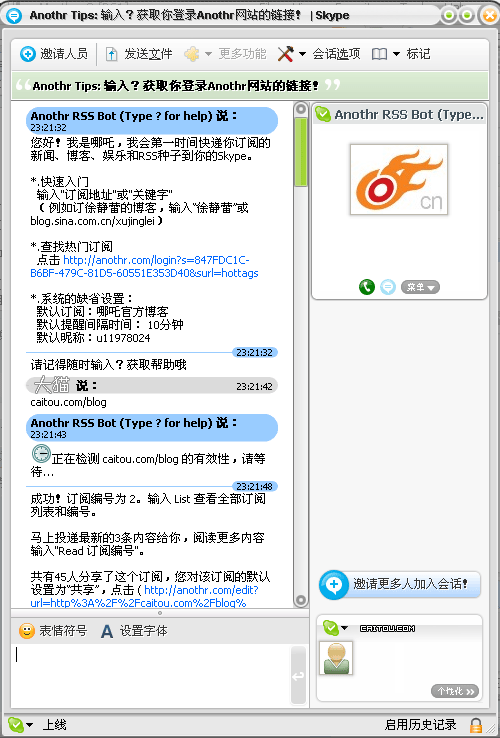 Anothr Tips: 输入？获取你登录Anothr网站的链接！ | Skype
邀请人员 发送文件 更多功能 会话选项 标记
Anothr Tips: 输入？获取你登录Anothr网站的链接！
Anothr RSS Bot (Type ? for help) 说：
23:21:32
您好！我是哪吒，我会第一时间快递你订阅的
新闻、博客、娱乐和RSS种子到你的Skype。
*.快速入门
输入"订阅地址"或"关键字"
（例如订徐静蕾的博客，输入“徐静蕾”或
blog.sina.com.cn/xujinglei）
*.查找热门订阅
点击 http://anothr.com/login?s=847FDC1C-
B6BF-479C-81D5-60551E353D40&surl=hottags
*.系统的缺省设置：
默认订阅：哪吒官方博客
默认提醒间隔时间： 10分钟
默认昵称：u11978024
23:21:32
请记得随时输入？获取帮助哦
大猫 说： 23:21:42
caitou.com/blog
Anothr RSS Bot (Type ? for help) 说：
23:21:43
正在检测 caitou.com/blog 的有效性，请等
待...
23:21:48
成功！订阅编号为 2。输入 List 查看全部订阅
列表和编号。
马上投递最新的3条内容给你，阅读更多内容
输入"Read 订阅编号"。
共有45人分享了这个订阅，您对该订阅的默认
设置为“共享”，点击（http://anothr.com/edit?
url=http%3A%2F%2Fcaitou.com%2Fblog%
表情符号 设置字体
Anothr RSS Bot (Type...
cn
菜单
邀请更多人加入会话！
CAITOU.COM
个性化
上线
启用历史记录